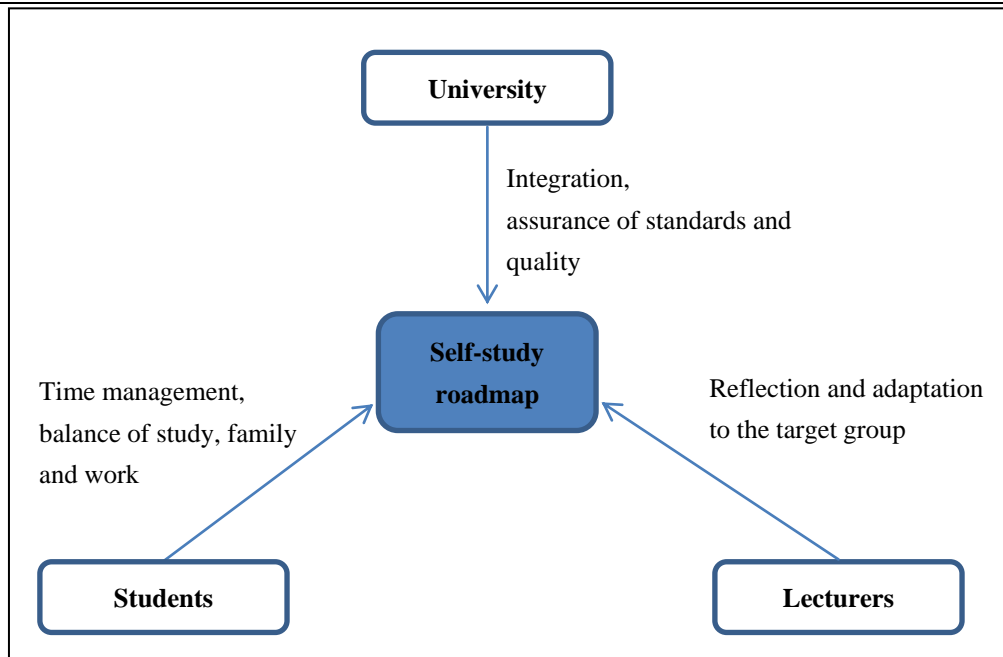 University
Integration,
assurance of standards and
quality
Self-study
roadmap
Time management,
balance of study, family
and work
Reflection and adaptation
to the target group
Students
Lecturers